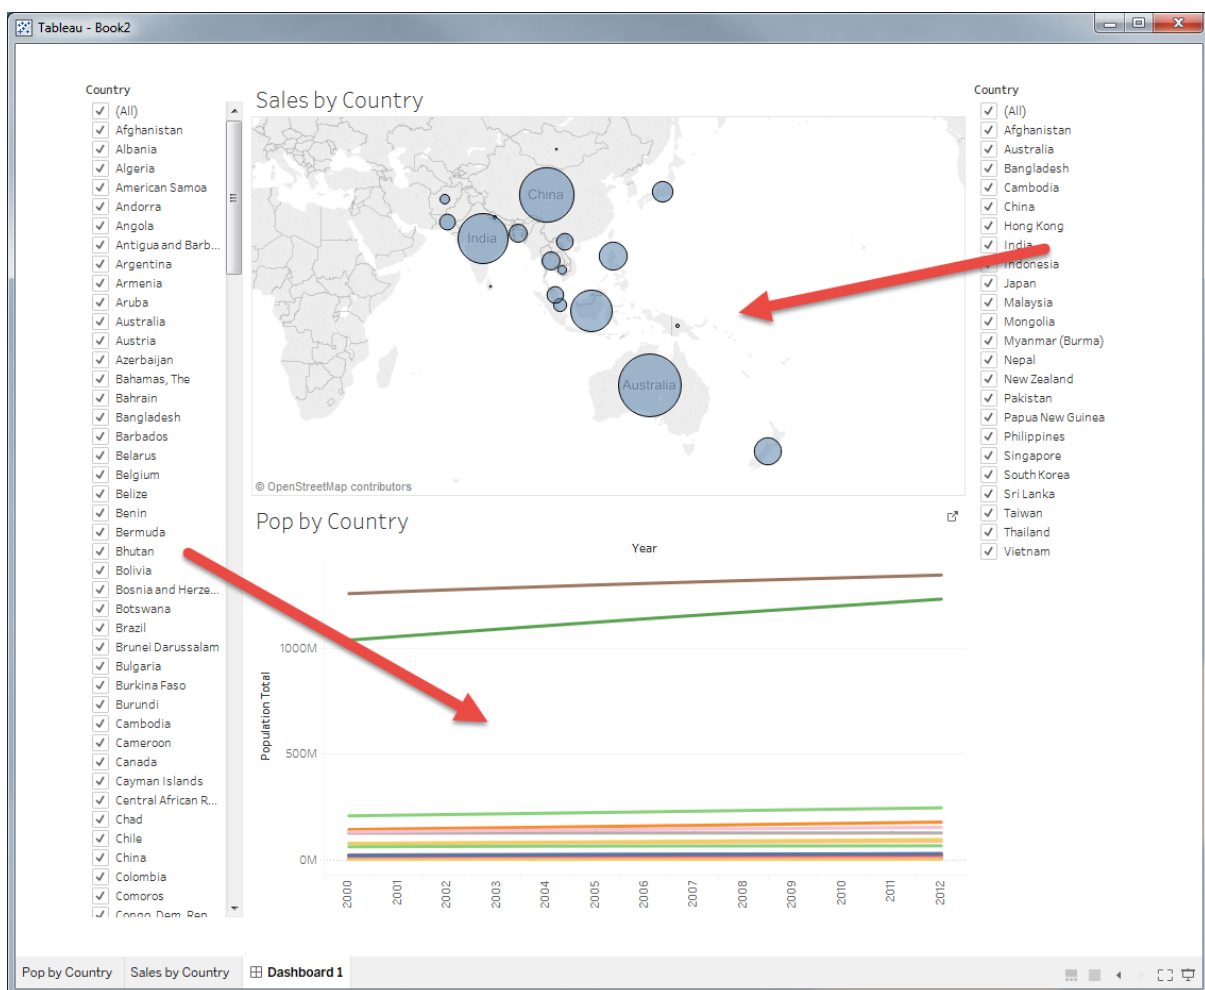 Tableau - Book2
Country
(All)
Afghanistan
Albania
Algeria
American Samoa
Andorra
Angola
Antigua and Barb...
Argentina
Armenia
Aruba
Australia
Austria
Azerbaijan
Bahamas, The
Bahrain
Bangladesh
Barbados
Belarus
Belgium
Belize
Benin
Bermuda
Bhutan
Bolivia
Bosnia and Herze...
Botswana
Brazil
Brunei Darussalam
Bulgaria
Burkina Faso
Burundi
Cambodia
Cameroon
Canada
Cayman Islands
Central African R...
Chad
Chile
China
Colombia
Comoros
Congo, Dem. Rep
Sales by Country
China
India
Australia
© OpenStreetMap contributors
Pop by Country
Year
Population Total
1000M
500M
0M
2000
2001
2002
2003
2004
2005
2006
2007
2008
2009
2010
2011
2012
Country
(All)
Afghanistan
Australia
Bangladesh
Cambodia
China
Hong Kong
India
Indonesia
Japan
Malaysia
Mongolia
Myanmar (Burma)
Nepal
New Zealand
Pakistan
Papua New Guinea
Philippines
Singapore
South Korea
Sri Lanka
Taiwan
Thailand
Vietnam
Pop by Country
Sales by Country
Dashboard 1